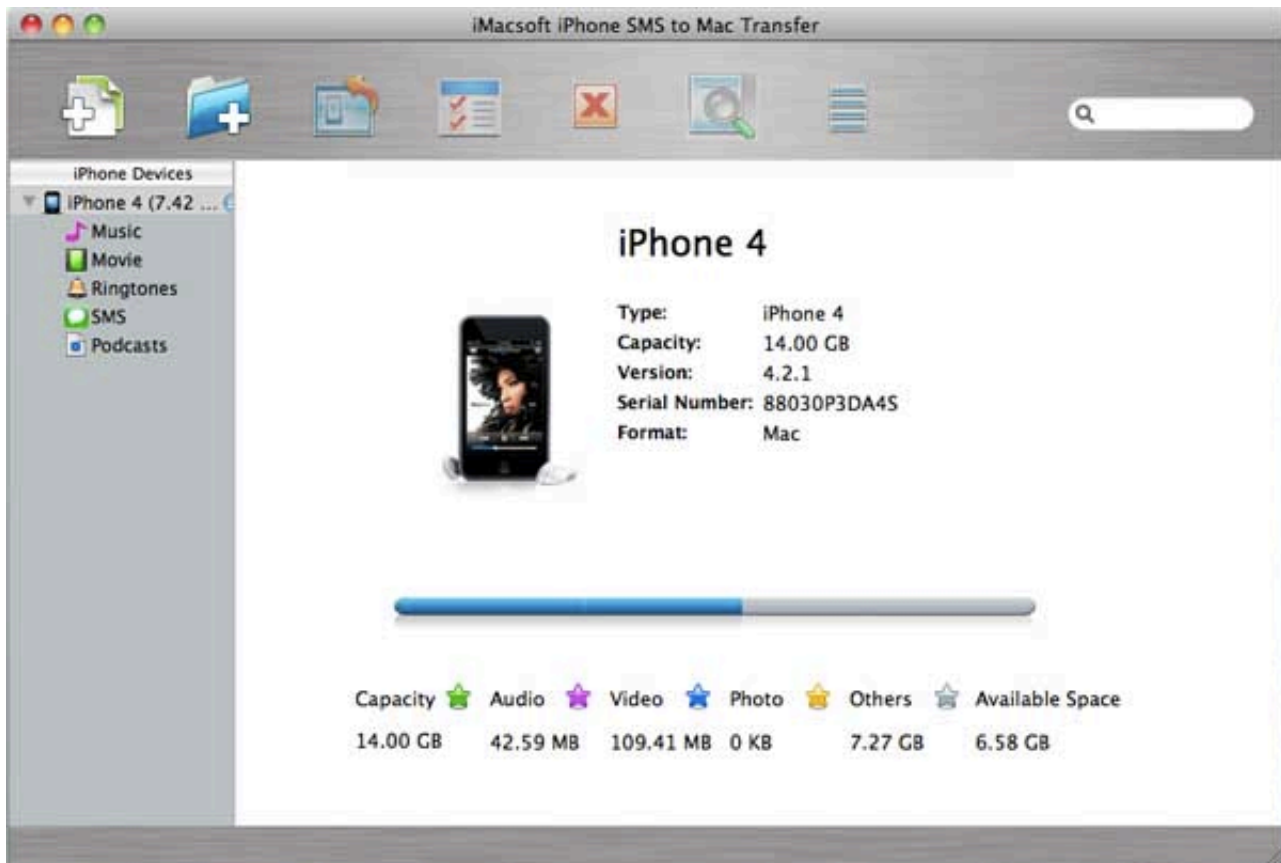 iMacsoft iPhone SMS to Mac Transfer
iPhone Devices
iPhone 4 (7.42 ...
Music
Movie
Ringtones
SMS
Podcasts
iPhone 4
Type: iPhone 4
Capacity: 14.00 GB
Version: 4.2.1
Serial Number: 88030P3DA4S
Format: Mac
Capacity Audio Video Photo Others Available Space
14.00 GB 42.59 MB 109.41 MB 0 KB 7.27 GB 6.58 GB